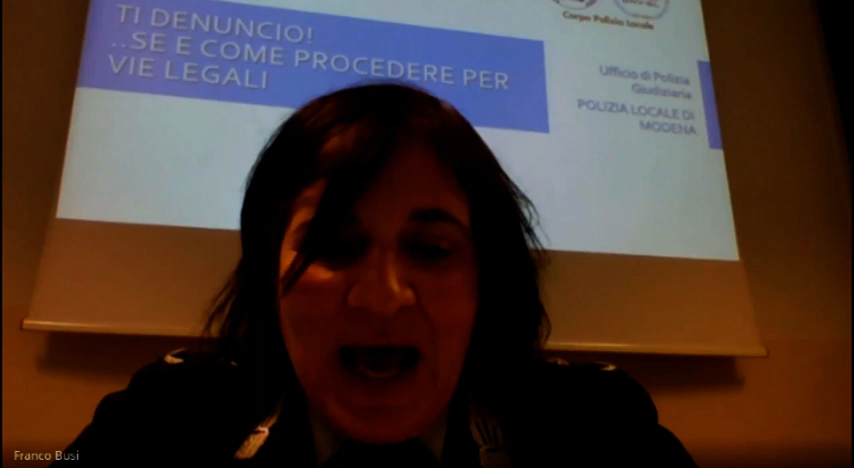 TI DENUNCIO!
..SE E COME PROCEDERE PER
VIE LEGALI
Corpo Polizia Locale
Ufficio di Polizia
Giudiziaria
POLIZIA LOCALE DI
MODENA
Franco Busi